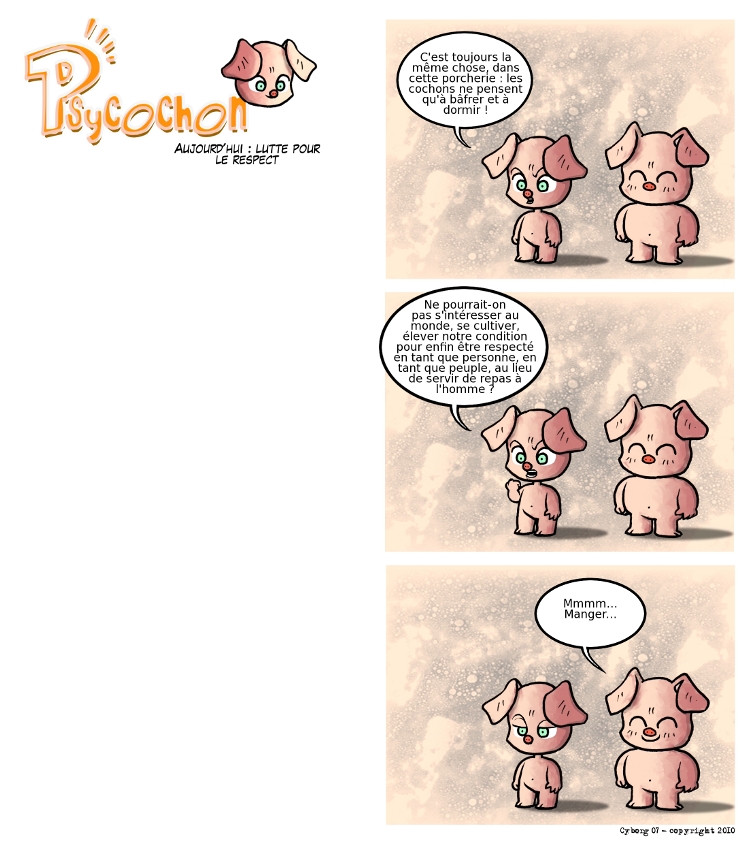 Psycochon
Aujourd'hui : lutte pour
le respect
C'est toujours la
même chose, dans
cette porcherie : les
cochons ne pensent
qu'à bâfrer et à
dormir !
Ne pourrait-on
pas s'intéresser au
monde, se cultiver,
élever notre condition
pour enfin être respecté
en tant que personne, en
tant que peuple, au lieu
de servir de repas à
l'homme ?
Mmmm...
Manger...
Cyborg 07 - copyright 2010